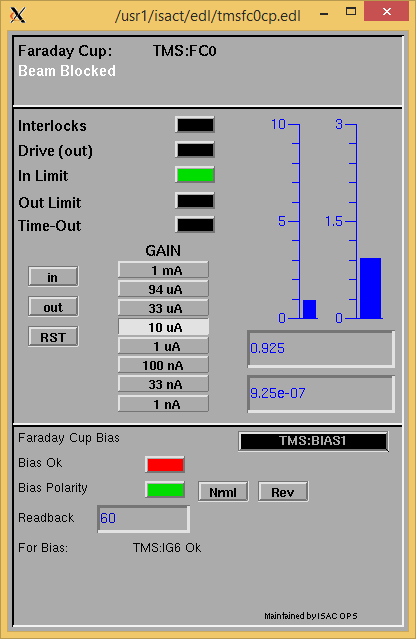 /usr1/isact/edl/tmsfc0cp.edl
Faraday Cup: TMS:FC0
Beam Blocked
Interlocks
Drive (out)
In Limit
Out Limit
Time-Out
10
5
0
3
1.5
0
in
out
RST
GAIN
1 mA
94 uA
33 uA
10 uA
1 uA
100 nA
33 nA
1 nA
0.925
9.25e-07
Faraday Cup Bias TMS:BIAS1
Bias Ok
Bias Polarity Nrml Rev
Readback 60
For Bias: TMS:IG6 Ok
Maintained by ISAC OPS